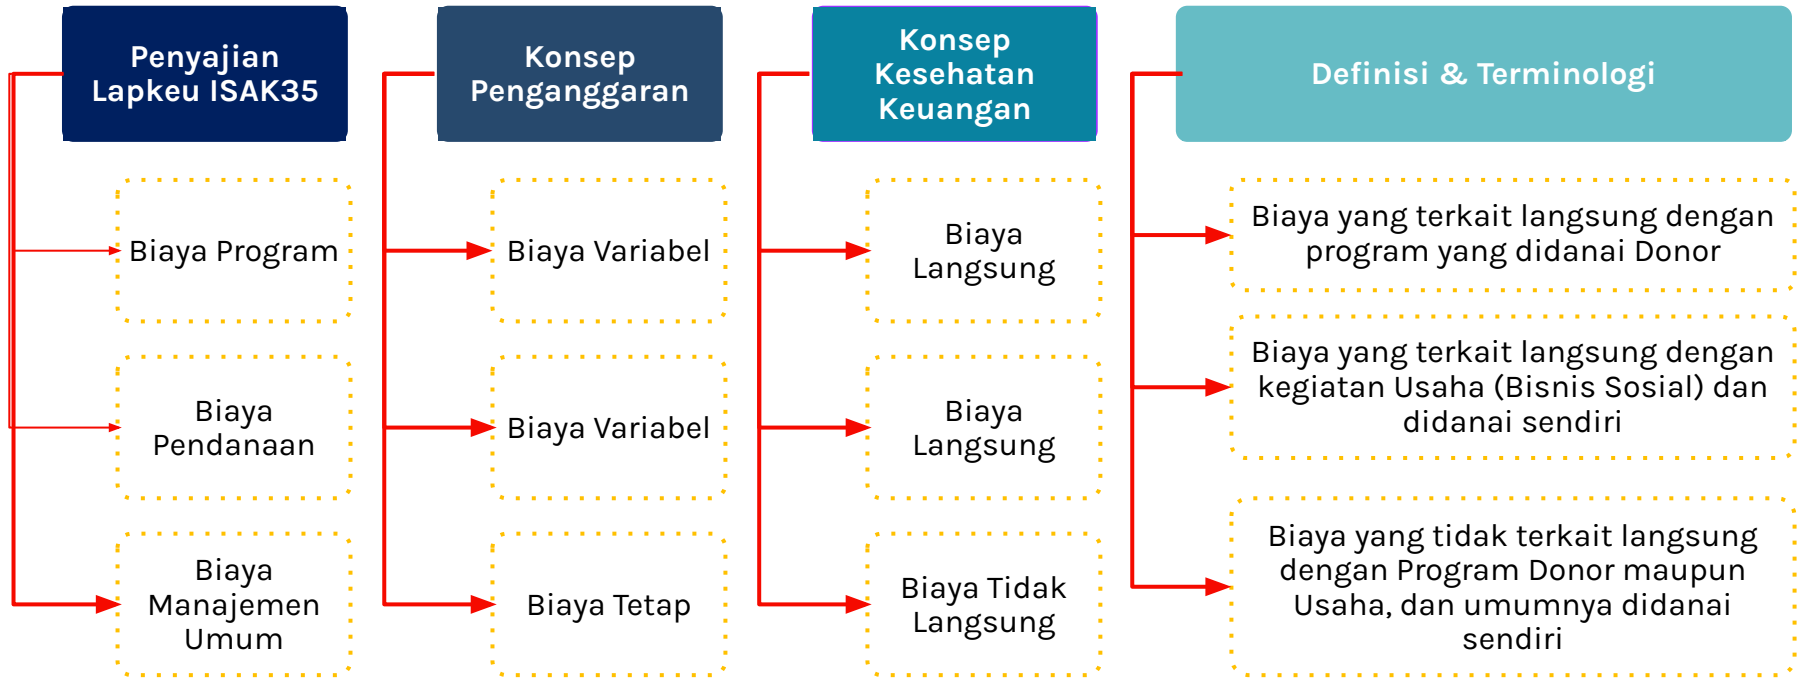 Penyajian
Lapkeu ISAK35
Konsep
Penganggaran
Konsep
Kesehatan
Keuangan
Definisi & Terminologi
Biaya Program
Biaya Variabel
Biaya
Langsung
Biaya yang terkait langsung dengan
program yang didanai Donor
Biaya
Pendanaan
Biaya Variabel
Biaya
Langsung
Biaya yang terkait langsung dengan
kegiatan Usaha (Bisnis Sosial) dan
didanai sendiri
Biaya
Manajemen
Umum
Biaya Tetap
Biaya Tidak
Langsung
Biaya yang tidak terkait langsung
dengan Program Donor maupun
Usaha, dan umumnya didanai
sendiri